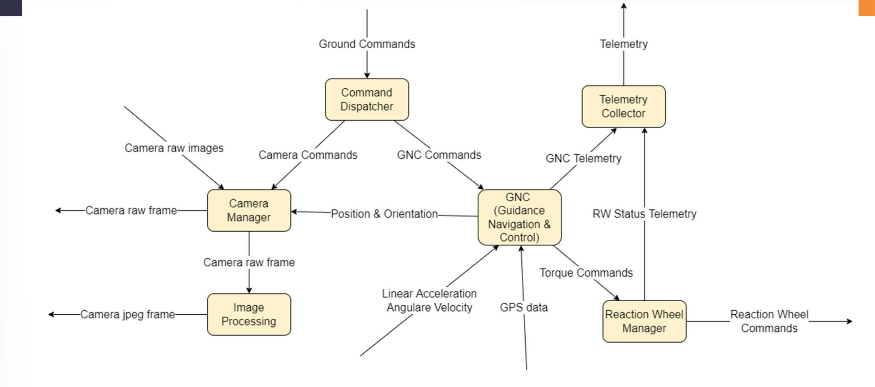 Ground Commands
Telemetry
Command
Dispatcher
Telemetry
Collector
Camera raw images
Camera Commands
GNC Commands
GNC Telemetry
Camera
Manager
GNC
(Guidance
Navigation &
Control)
Camera raw frame
Position & Orientation
RW Status Telemetry
Camera raw frame
Torque Commands
Linear Acceleration
Angulare Velocity
GPS data
Camera jpeg frame
Image
Processing
Reaction Wheel
Manager
Reaction Wheel
Commands